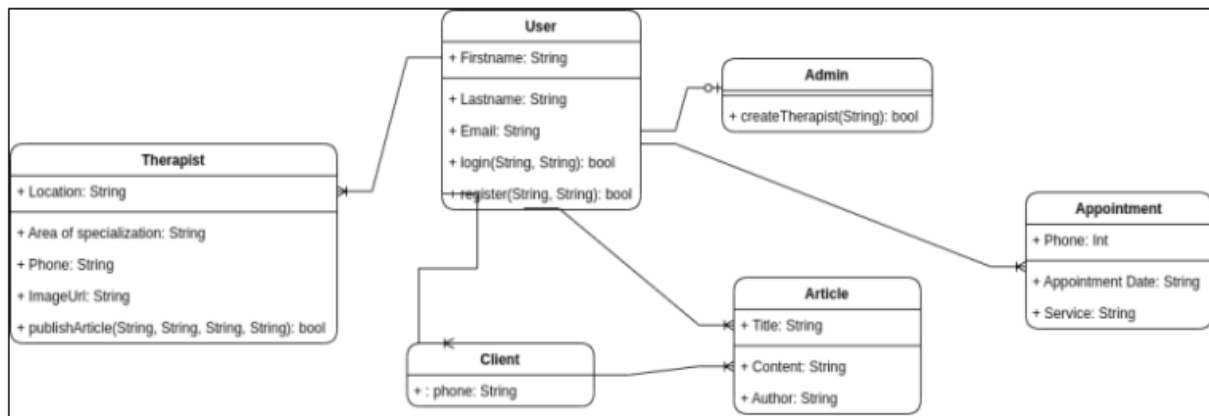 User
+ Firstname: String
+ Lastname: String
+ Email: String
+ login(String, String): bool
+ register(String, String): bool
Admin
+ createTherapist(String): bool
Therapist
+ Location: String
+ Area of specialization: String
+ Phone: String
+ ImageUrl: String
+ publishArticle(String, String, String, String): bool
Appointment
+ Phone: Int
+ Appointment Date: String
+ Service: String
Article
+ Title: String
+ Content: String
+ Author: String
Client
+ : phone: String